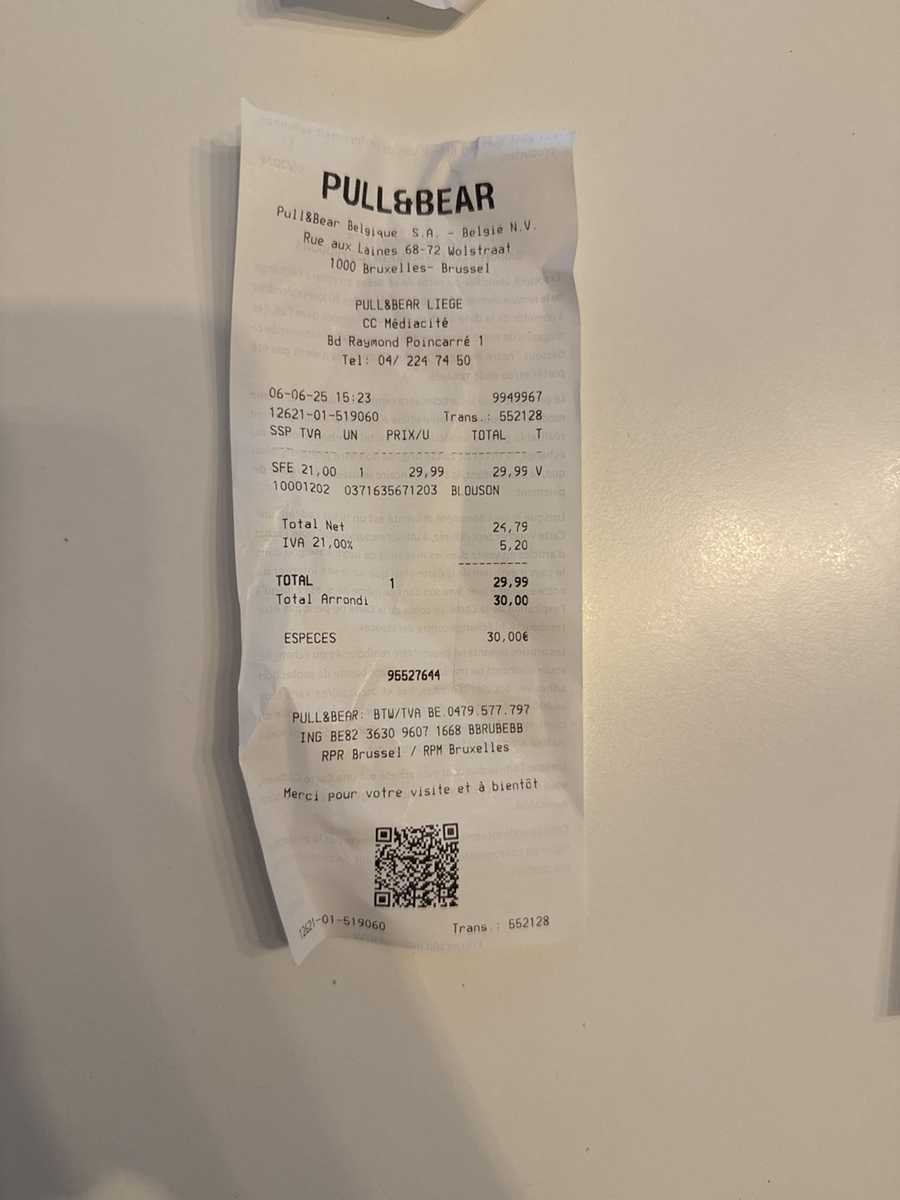 PULL&BEAR
Pull&Bear Belgique S.A. - België N.V.
Rue aux Laines 68-72 Wolstraat
1000 Bruxelles- Brussel
PULL&BEAR LIEGE
CC Médiacité
Bd Raymond Poincarré 1
Tel: 04/ 224 74 50
06-06-25 15:23 9949967
12621-01-519060 Trans.: 552128
SSP TVA UN PRIX/U TOTAL T
SFE 21,00 1 29,99 29,99 V
10001202 0371635671203 BLOUSON
Total Net 24,79
IVA 21,00% 5,20
TOTAL 1 29,99
Total Arrondi 30,00
ESPECES 30,00€
95527644
PULL&BEAR: BTW/TVA BE.0479.577.797
ING BE82 3630 9607 1668 BBRUBEBB
RPR Brussel / RPM Bruxelles
Merci pour votre visite et à bientôt
12621-01-519060 Trans.: 552128